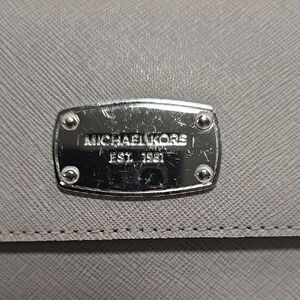 MICHAEL KORS
EST. 1981